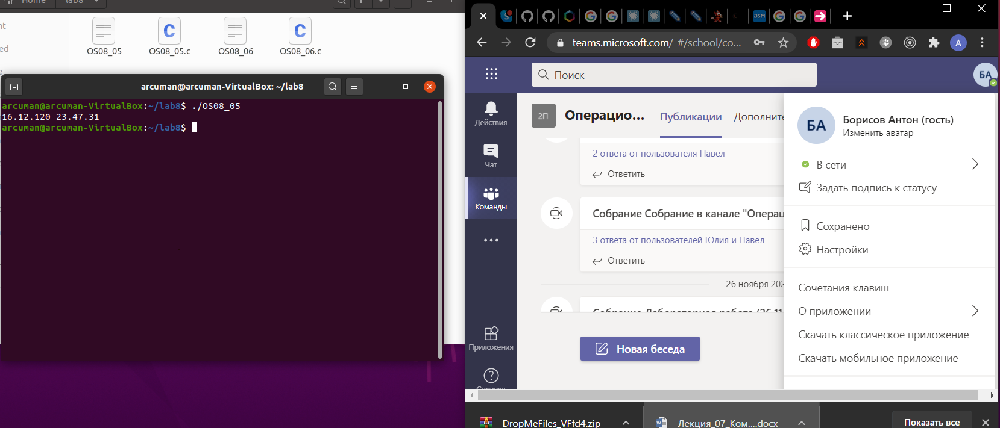 Home
lab8
nt
ed
e
OS08_05
OS08_05.c
OS08_06
OS08_06.c
arcuman@arcuman-VirtualBox: ~/lab8
arcuman@arcuman-VirtualBox:~/lab8$ ./OS08_05
16.12.120 23.47.31
arcuman@arcuman-VirtualBox:~/lab8$
DSM
teams.microsoft.com/_#/school/co...
A
Поиск
БА
Действия
Чат
Команды
Приложения
Справка
2П
Операцио...
Публикации
Дополните
2 ответа от пользователя Павел
Ответить
Собрание Собрание в канале "Операц
3 ответа от пользователей Юлия и Павел
Ответить
26 ноября 202
Собрание Лабораторная работа (26.11
Новая беседа
БА
Борисов Антон (гость)
Изменить аватар
В сети
Задать подпись к статусу
Сохранено
Настройки
Сочетания клавиш
О приложении
Скачать классическое приложение
Скачать мобильное приложение
DropMeFiles_VFfd4.zip
Лекция_07_Ком....docx
Показать все